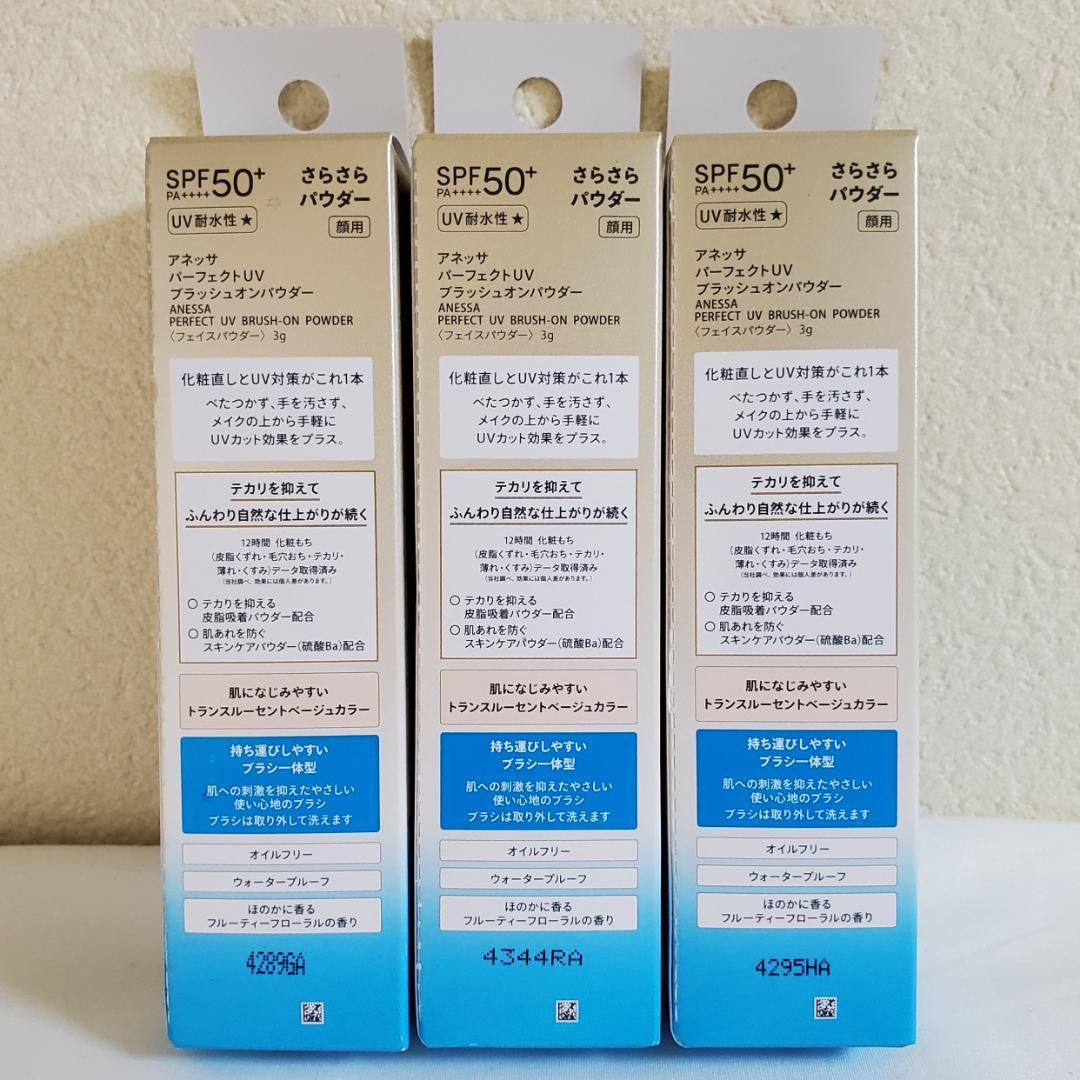 SPF50+
PA++++
さらさら
パウダー
UV耐水性★
顔用
アネッサ
パーフェクトUV
ブラッシュオンパウダー
ANESSA
PERFECT UV BRUSH-ON POWDER
〈フェイスパウダー〉3g
化粧直しとUV対策がこれ1本
べたつかず、手を汚さず、
メイクの上から手軽に
UVカット効果をプラス。
テカリを抑えて
ふんわり自然な仕上がりが続く
12時間 化粧もち
(皮脂くずれ・毛穴おち・テカリ・
薄れ・くすみ)データ取得済み
(当社調べ、効果には個人差があります。)
○ テカリを抑える
皮脂吸着パウダー配合
○ 肌あれを防ぐ
スキンケアパウダー(硫酸Ba)配合
肌になじみやすい
トランスルーセントベージュカラー
持ち運びしやすい
ブラシ一体型
肌への刺激を抑えたやさしい
使い心地のブラシ
ブラシは取り外して洗えます
オイルフリー
ウォータープルーフ
ほのかに香る
フルーティーフローラルの香り
4289GA
SPF50+
PA++++
さらさら
パウダー
UV耐水性★
顔用
アネッサ
パーフェクトUV
ブラッシュオンパウダー
ANESSA
PERFECT UV BRUSH-ON POWDER
〈フェイスパウダー〉3g
化粧直しとUV対策がこれ1本
べたつかず、手を汚さず、
メイクの上から手軽に
UVカット効果をプラス。
テカリを抑えて
ふんわり自然な仕上がりが続く
12時間 化粧もち
(皮脂くずれ・毛穴おち・テカリ・
薄れ・くすみ)データ取得済み
(当社調べ、効果には個人差があります。)
○ テカリを抑える
皮脂吸着パウダー配合
○ 肌あれを防ぐ
スキンケアパウダー(硫酸Ba)配合
肌になじみやすい
トランスルーセントベージュカラー
持ち運びしやすい
ブラシ一体型
肌への刺激を抑えたやさしい
使い心地のブラシ
ブラシは取り外して洗えます
オイルフリー
ウォータープルーフ
ほのかに香る
フルーティーフローラルの香り
4344RA
SPF50+
PA++++
さらさら
パウダー
UV耐水性★
顔用
アネッサ
パーフェクトUV
ブラッシュオンパウダー
ANESSA
PERFECT UV BRUSH-ON POWDER
〈フェイスパウダー〉3g
化粧直しとUV対策がこれ1本
べたつかず、手を汚さず、
メイクの上から手軽に
UVカット効果をプラス。
テカリを抑えて
ふんわり自然な仕上がりが続く
12時間 化粧もち
(皮脂くずれ・毛穴おち・テカリ・
薄れ・くすみ)データ取得済み
(当社調べ、効果には個人差があります。)
○ テカリを抑える
皮脂吸着パウダー配合
○ 肌あれを防ぐ
スキンケアパウダー(硫酸Ba)配合
肌になじみやすい
トランスルーセントベージュカラー
持ち運びしやすい
ブラシ一体型
肌への刺激を抑えたやさしい
使い心地のブラシ
ブラシは取り外して洗えます
オイルフリー
ウォータープルーフ
ほのかに香る
フルーティーフローラルの香り
4295HA